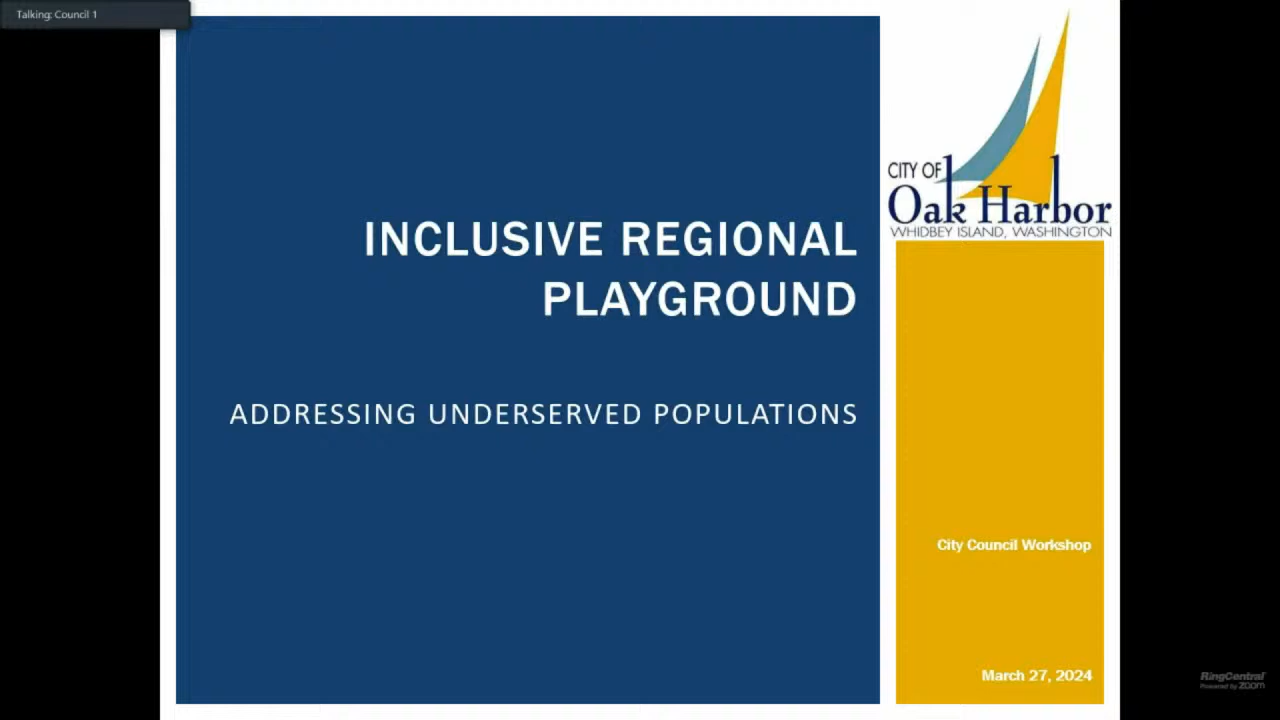 Talking: Council 1
INCLUSIVE REGIONAL
PLAYGROUND
ADDRESSING UNDERSERVED POPULATIONS
CITY OF
Oak Harbor
WHIDBEY ISLAND, WASHINGTON
City Council Workshop
March 27, 2024
RingCentral
Powered by zoom